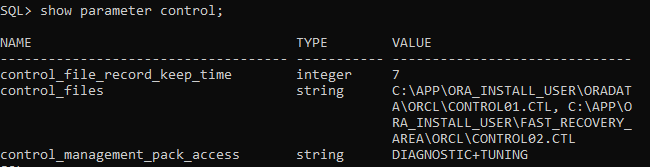 SQL> show parameter control;
NAME TYPE VALUE
------------------------------------ ----------- ------------------------------
control_file_record_keep_time integer 7
control_files string C:\APP\ORA_INSTALL_USER\ORADAT
A\ORCL\CONTROL01.CTL, C:\APP\O
RA_INSTALL_USER\FAST_RECOVERY_
AREA\ORCL\CONTROL02.CTL
control_management_pack_access string DIAGNOSTIC+TUNING